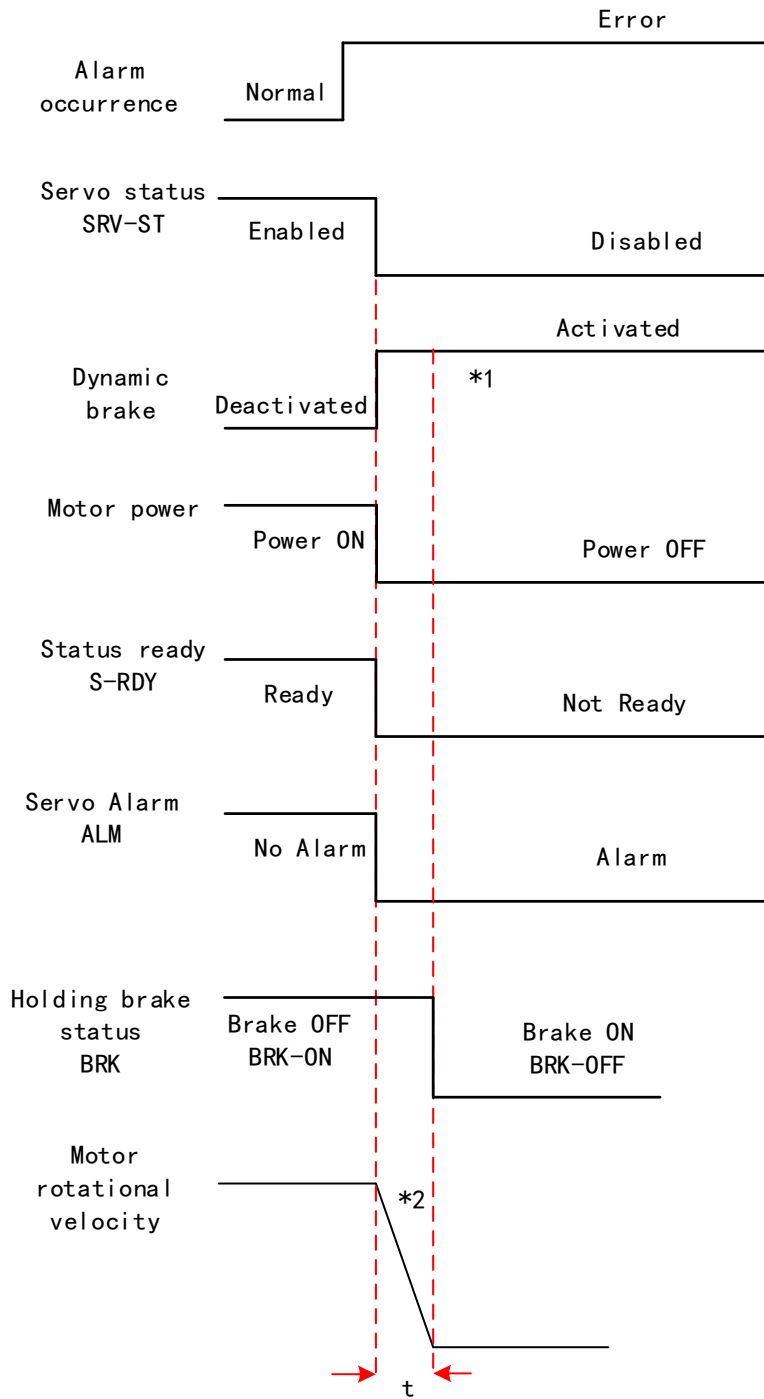 Error
Alarm
occurrence
Normal
Servo status
SRV-ST
Enabled
Disabled
Activated
Dynamic
brake
Deactivated
*1
Motor power
Power ON
Power OFF
Status ready
S-RDY
Ready
Not Ready
Servo Alarm
ALM
No Alarm
Alarm
Holding brake
status
BRK
Brake OFF
BRK-ON
Brake ON
BRK-OFF
Motor
rotational
velocity
*2
t